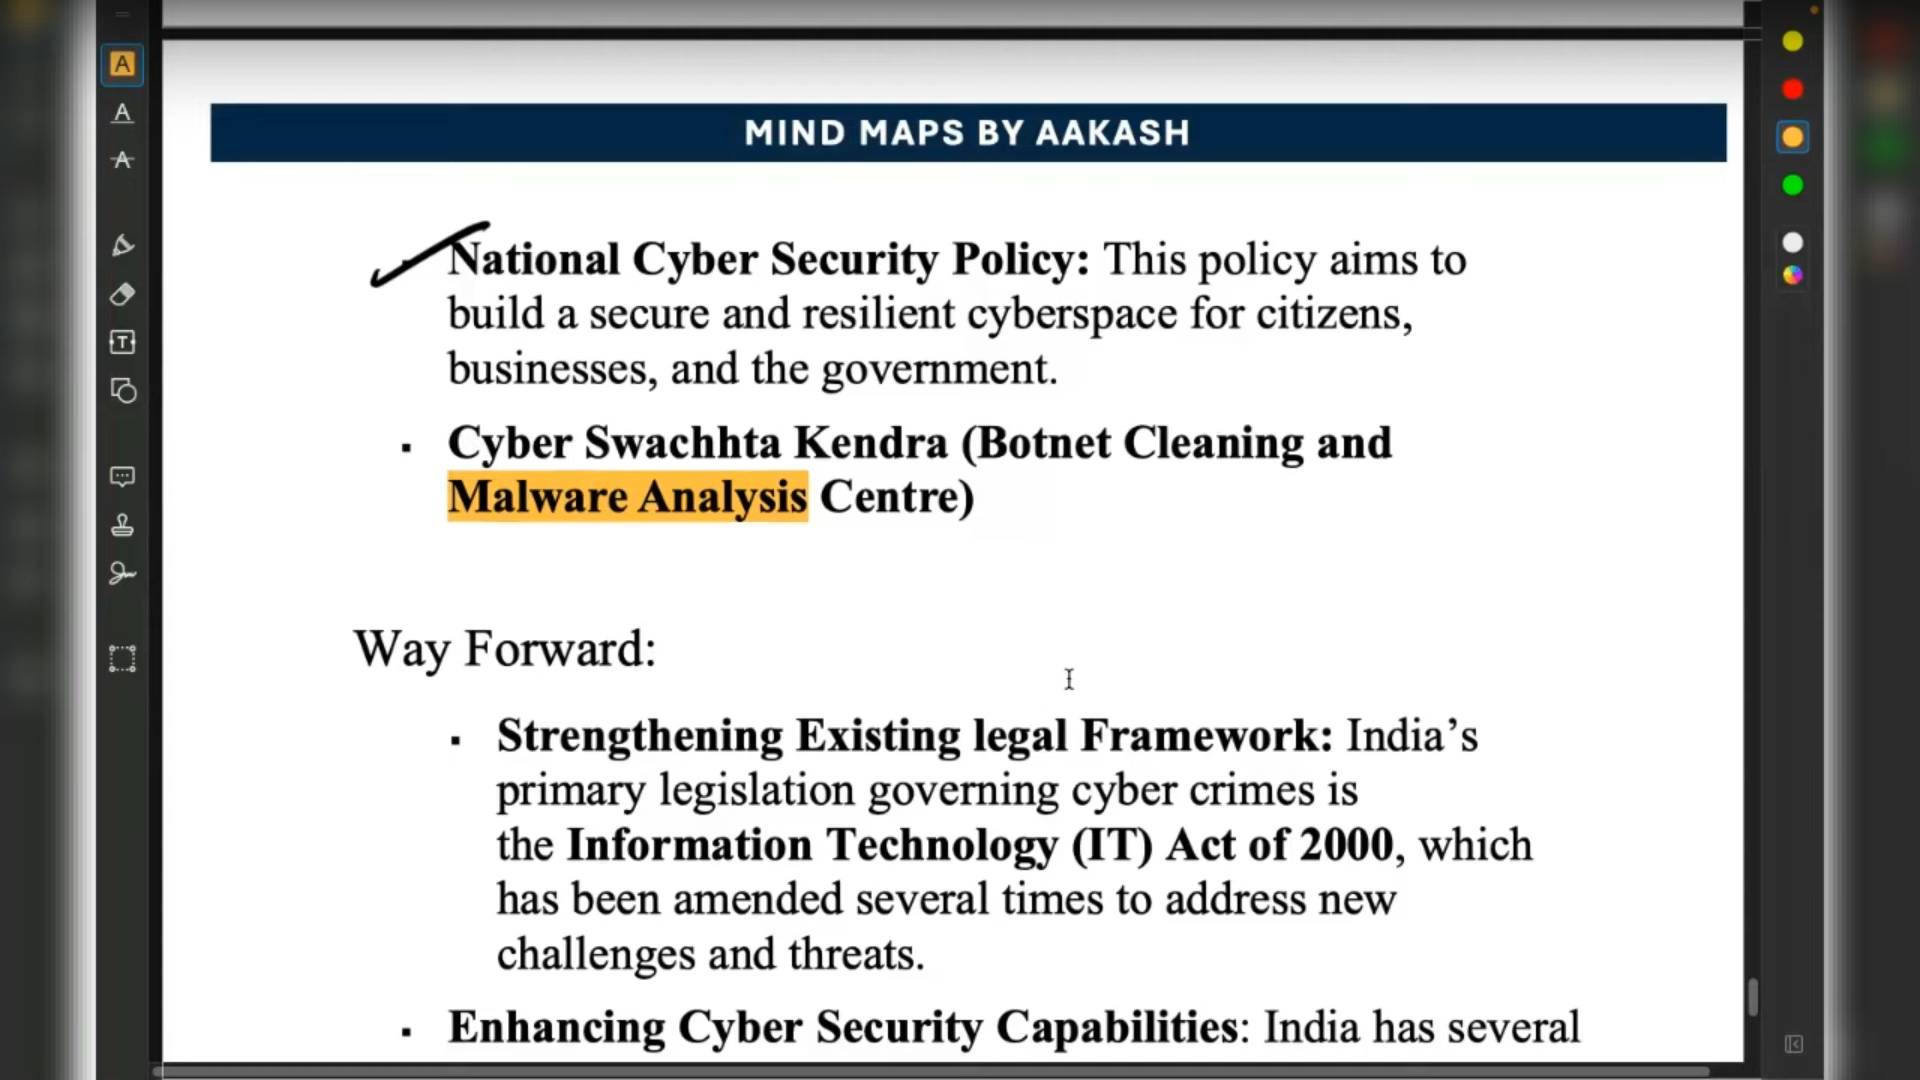 MIND MAPS BY AAKASH
National Cyber Security Policy: This policy aims to
build a secure and resilient cyberspace for citizens,
businesses, and the government.
▪ Cyber Swachhta Kendra (Botnet Cleaning and
Malware Analysis Centre)
Way Forward:
▪ Strengthening Existing legal Framework: India’s
primary legislation governing cyber crimes is
the Information Technology (IT) Act of 2000, which
has been amended several times to address new
challenges and threats.
▪ Enhancing Cyber Security Capabilities: India has several